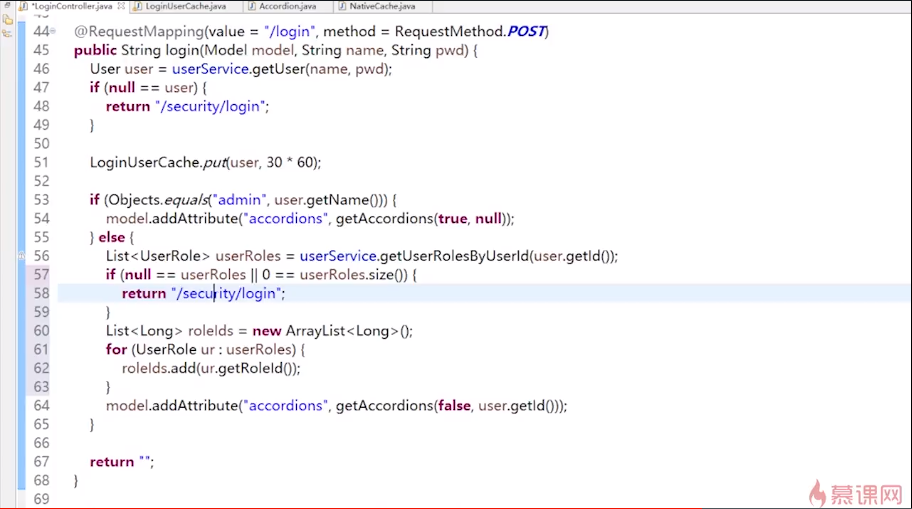 *LoginController.java LoginUserCache.java Accordion.java NativeCache.java
44 @RequestMapping(value = "/login", method = RequestMethod.POST)
45 public String login(Model model, String name, String pwd) {
46 User user = userService.getUser(name, pwd);
47 if (null == user) {
48 return "/security/login";
49 }
50
51 LoginUserCache.put(user, 30 * 60);
52
53 if (Objects.equals("admin", user.getName())) {
54 model.addAttribute("accordions", getAccordions(true, null));
55 } else {
56 List<UserRole> userRoles = userService.getUserRolesByUserId(user.getId());
57 if (null == userRoles || 0 == userRoles.size()) {
58 return "/security/login";
59 }
60 List<Long> roleIds = new ArrayList<Long>();
61 for (UserRole ur : userRoles) {
62 roleIds.add(ur.getRoleId());
63 }
64 model.addAttribute("accordions", getAccordions(false, user.getId()));
65 }
66
67 return "";
68 }
69
慕课网